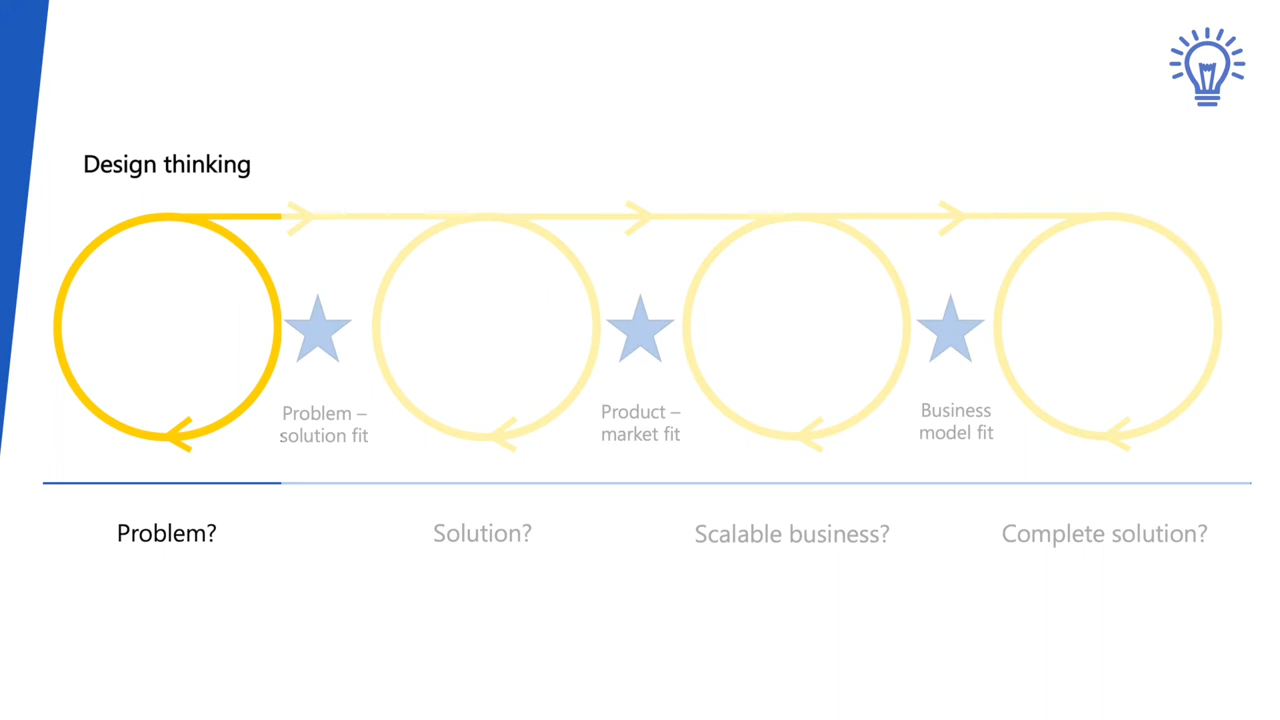 Design thinking
Problem –
solution fit
Product –
market fit
Business
model fit
Problem?
Solution?
Scalable business?
Complete solution?